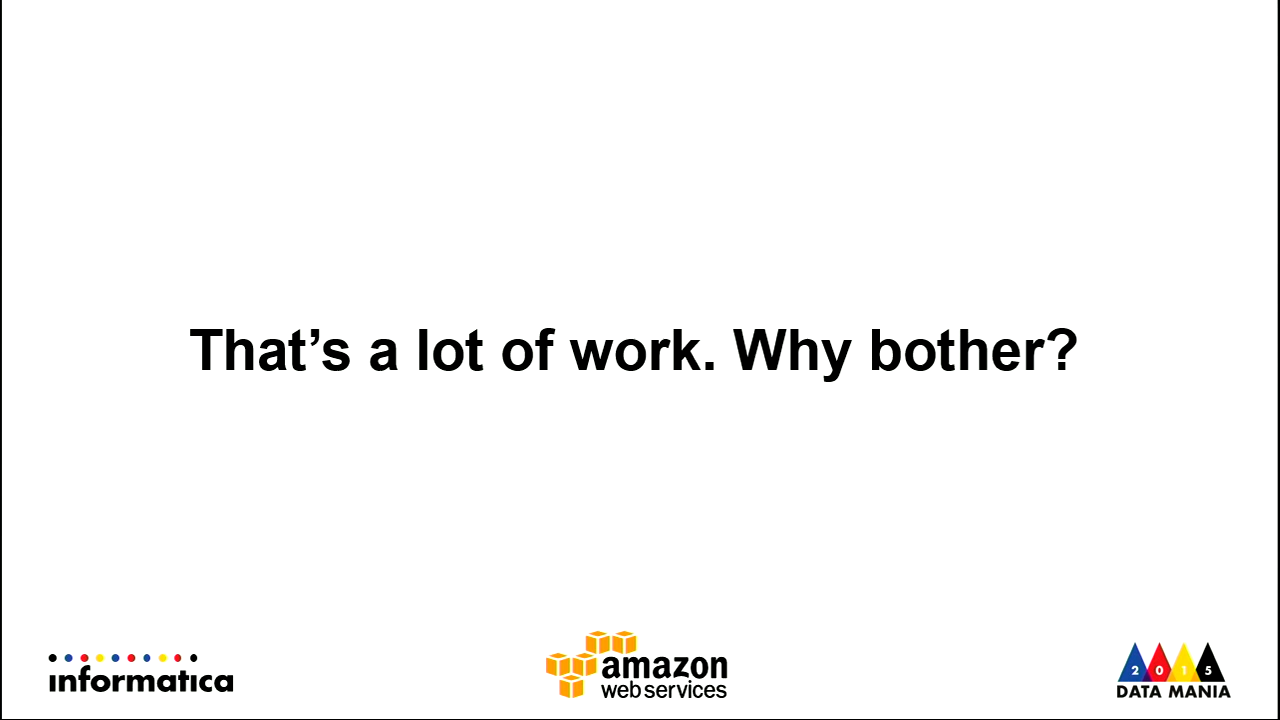 That’s a lot of work. Why bother?
informatica
amazon
web services
2015
DATA MANIA